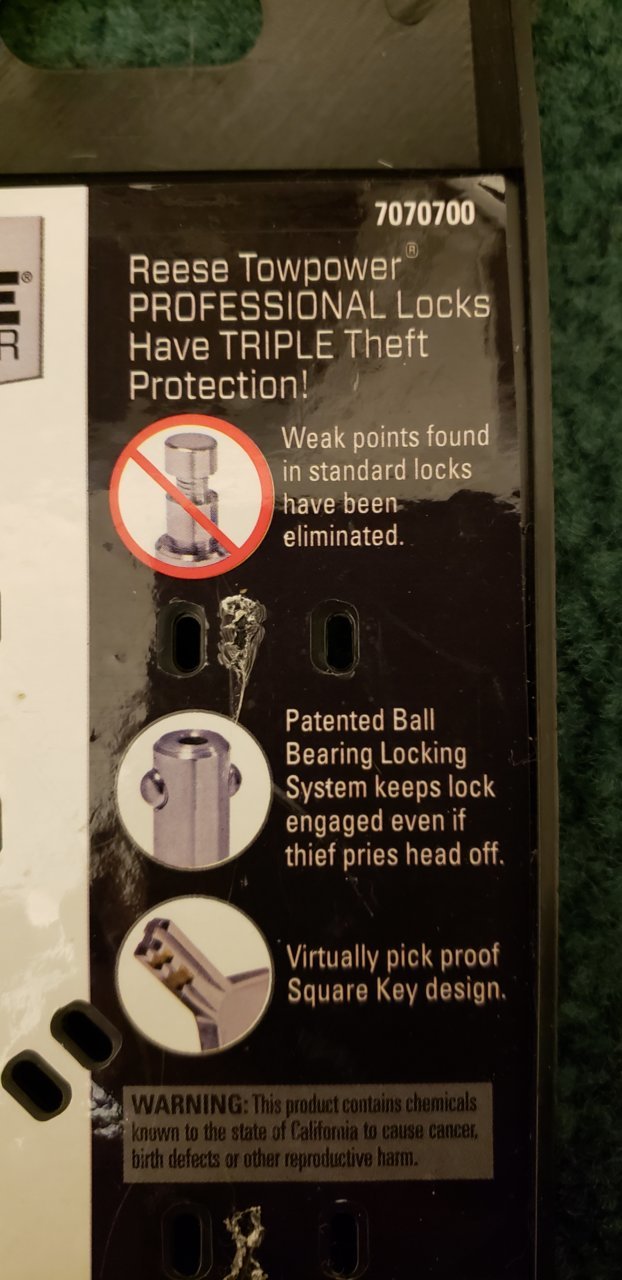 7070700
E®
R
Reese Towpower®
PROFESSIONAL Locks
Have TRIPLE Theft
Protection!
Weak points found
in standard locks
have been
eliminated.
Patented Ball
Bearing Locking
System keeps lock
engaged even if
thief pries head off.
Virtually pick proof
Square Key design.
WARNING: This product contains chemicals
known to the state of California to cause cancer,
birth defects or other reproductive harm.